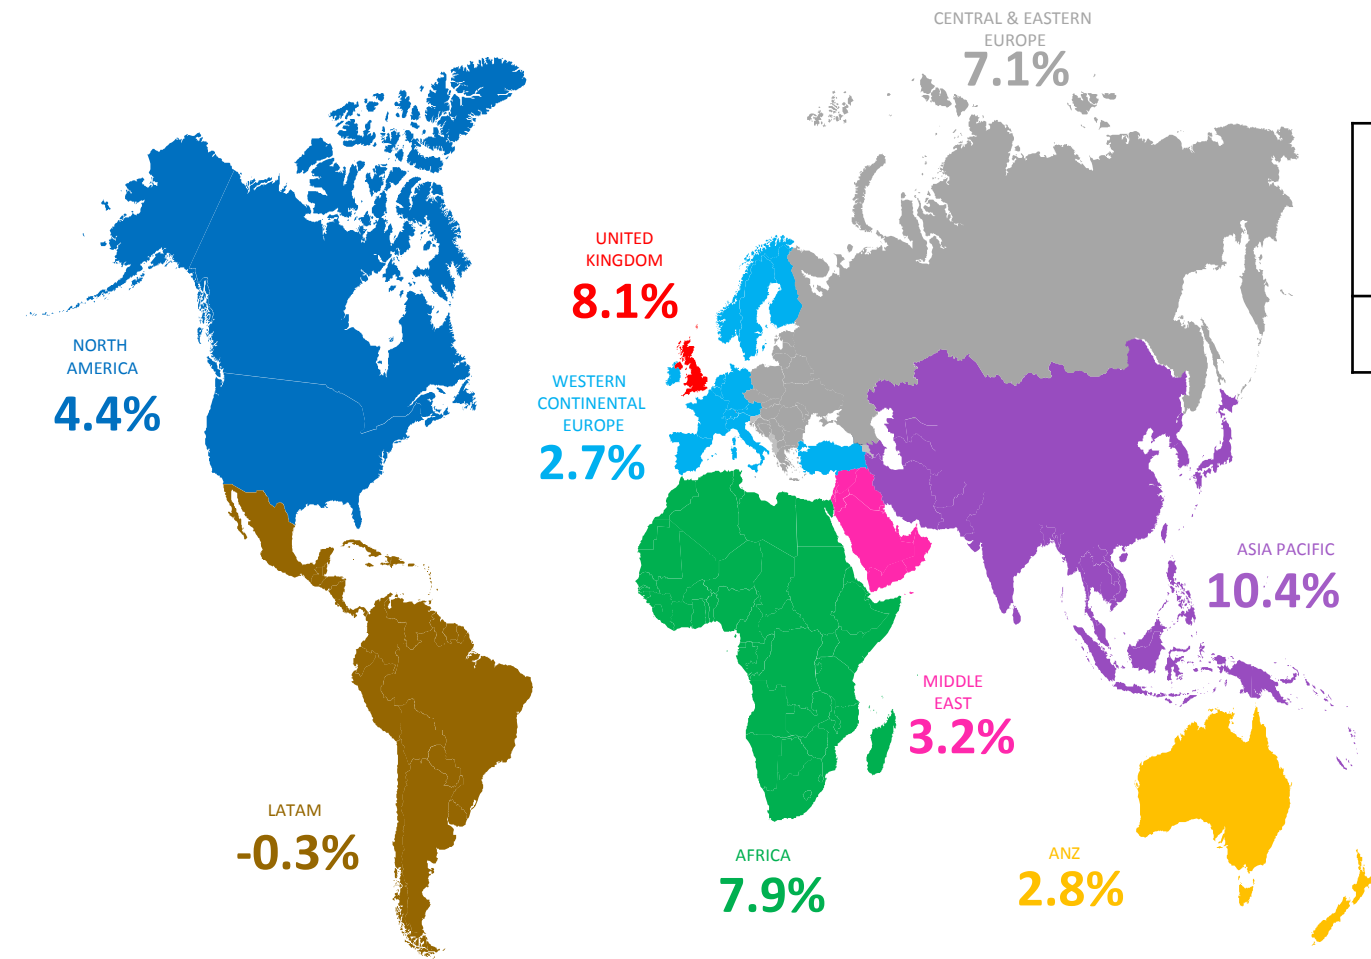 CENTRAL & EASTERN
EUROPE
7.1%
UNITED
KINGDOM
8.1%
NORTH
AMERICA
4.4%
WESTERN
CONTINENTAL
EUROPE
2.7%
ASIA PACIFIC
10.4%
MIDDLE
EAST
3.2%
LATAM
-0.3%
AFRICA
7.9%
ANZ
2.8%